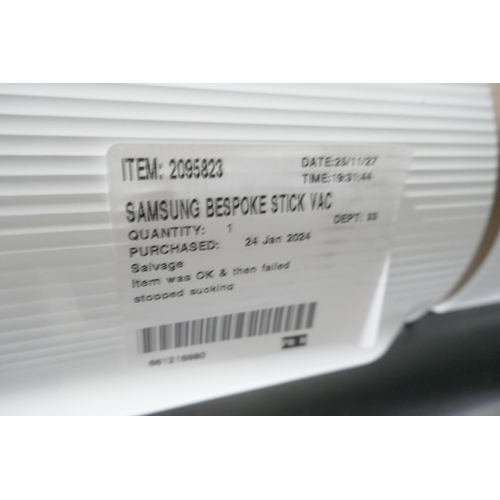 ITEM: 2095823
DATE:25/11/27
TIME:19:31:44
SAMSUNG BESPOKE STICK VAC
DEPT: 33
QUANTITY: 1
PURCHASED: 24 Jan 2024
Salvage
Item was OK & then failed
stopped sucking